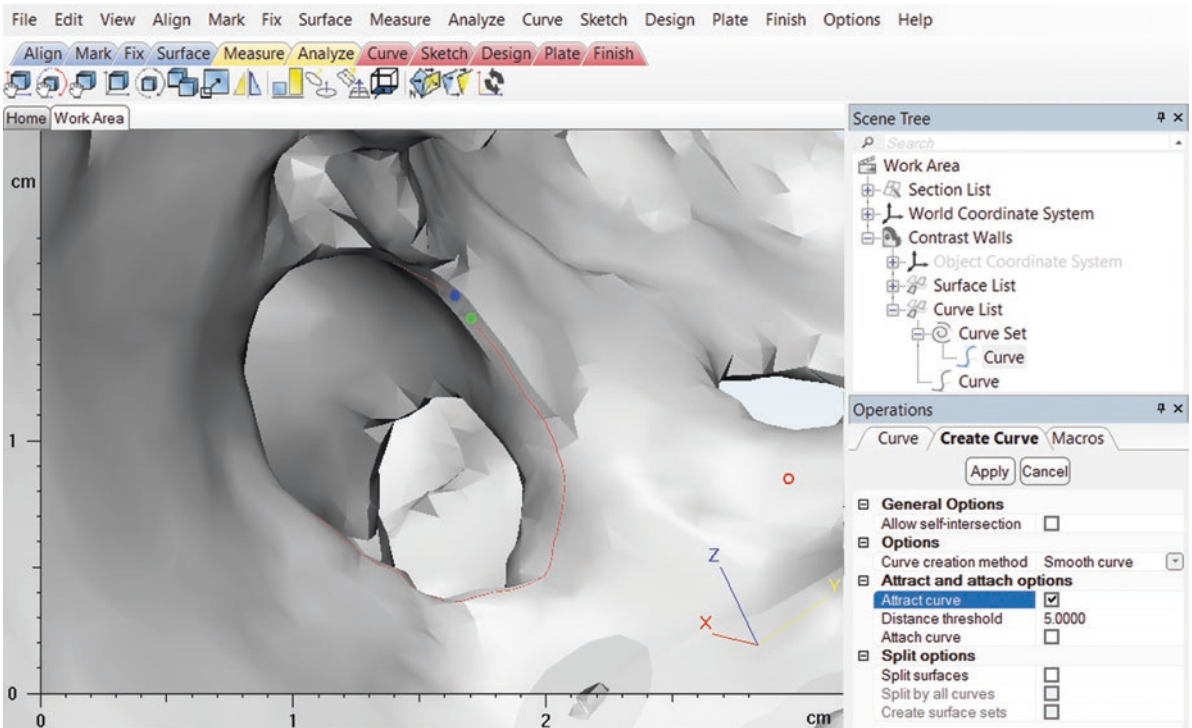 File Edit View Align Mark Fix Surface Measure Analyze Curve Sketch Design Plate Finish Options Help
Align Mark Fix Surface Measure Analyze Curve Sketch Design Plate Finish
N
Home Work Area
cm
1
0
0 1 2 cm
Z
Y
X
Scene Tree
Search
Work Area
Section List
World Coordinate System
Contrast Walls
Object Coordinate System
Surface List
Curve List
Curve Set
Curve
Curve
Operations
Curve Create Curve Macros
Apply Cancel
General Options
Allow self-intersection
Options
Curve creation method Smooth curve
Attract and attach options
Attract curve
Distance threshold 5.0000
Attach curve
Split options
Split surfaces
Split by all curves
Create surface sets